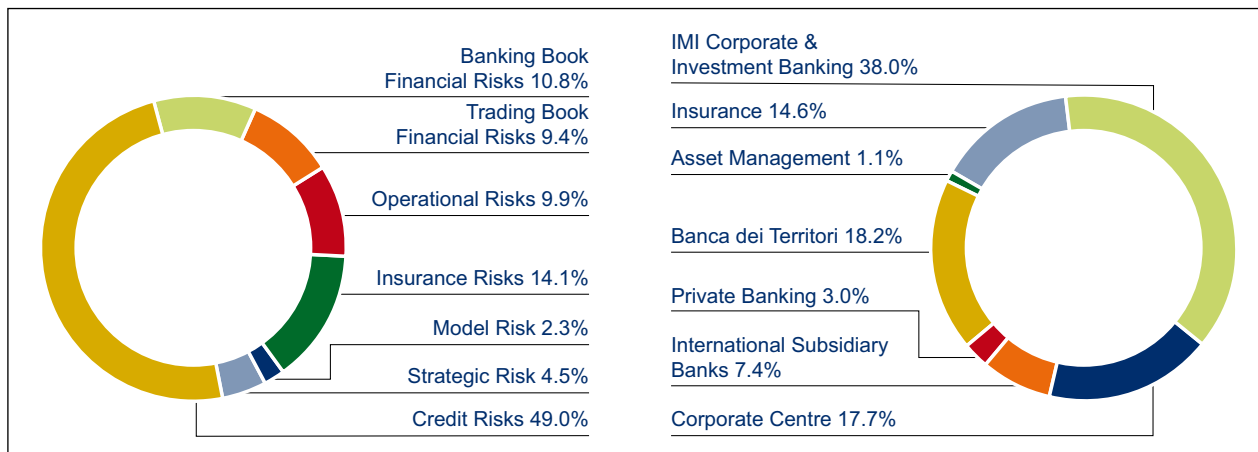 Banking Book
Financial Risks 10.8%
Trading Book
Financial Risks 9.4%
Operational Risks 9.9%
Insurance Risks 14.1%
Model Risk 2.3%
Strategic Risk 4.5%
Credit Risks 49.0%
IMI Corporate &
Investment Banking 38.0%
Insurance 14.6%
Asset Management 1.1%
Banca dei Territori 18.2%
Private Banking 3.0%
International Subsidiary
Banks 7.4%
Corporate Centre 17.7%